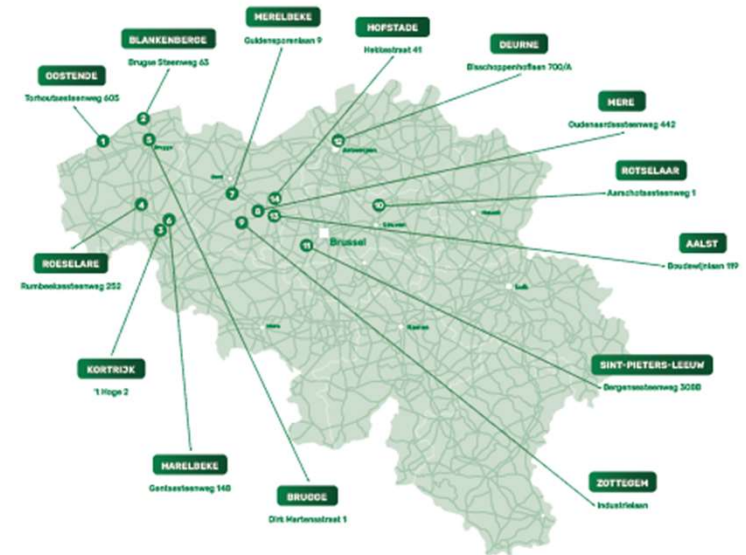 MERELBEKE
Guldensporenlaan 9
HOFSTADE
Hekkestraat 41
BLANKENBERGE
Brugse Steenweg 63
DEURNE
Bisschoppenhoflaan 700/A
OOSTENDE
Torhoutsesteenweg 605
MERE
Oudenaardsesteenweg 442
ROTSELAAR
Aarschotsesteenweg 1
AALST
Boudewijnlaan 119
ROESELARE
Rumbeeksesteenweg 252
SINT-PIETERS-LEEUW
Bergensesteenweg 308B
KORTRIJK
't Hoge 2
HARELBEKE
Gentsesteenweg 148
BRUGGE
Dirk Martensstraat 1
ZOTTEGEM
Industrielaan
1
2
5
Brugge
12
Antwerpen
Gent
7
14
8
13
9
10
4
6
3
11
Brussel
Leuven
Hasselt
Luik
Mons
Namen